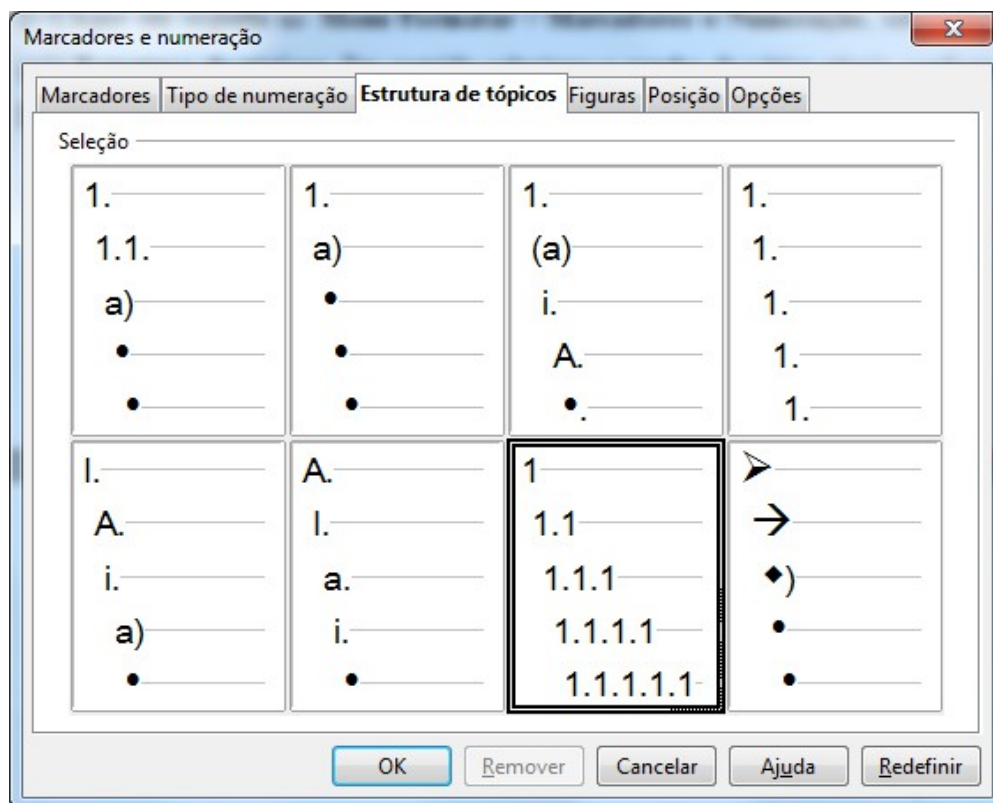 Marcadores e numeração
Marcadores Tipo de numeração Estrutura de tópicos Figuras Posição Opções
Seleção
1.
1.1.
a)
•
•
1.
a)
•
•
•
1.
(a)
i.
A.
•.
1.
1.
1.
1.
1.
I.
A.
i.
a)
•
A.
I.
a.
i.
•
1
1.1
1.1.1
1.1.1.1
1.1.1.1.1
➢
→
◆)
•
•
OK Remover Cancelar Ajuda Redefinir